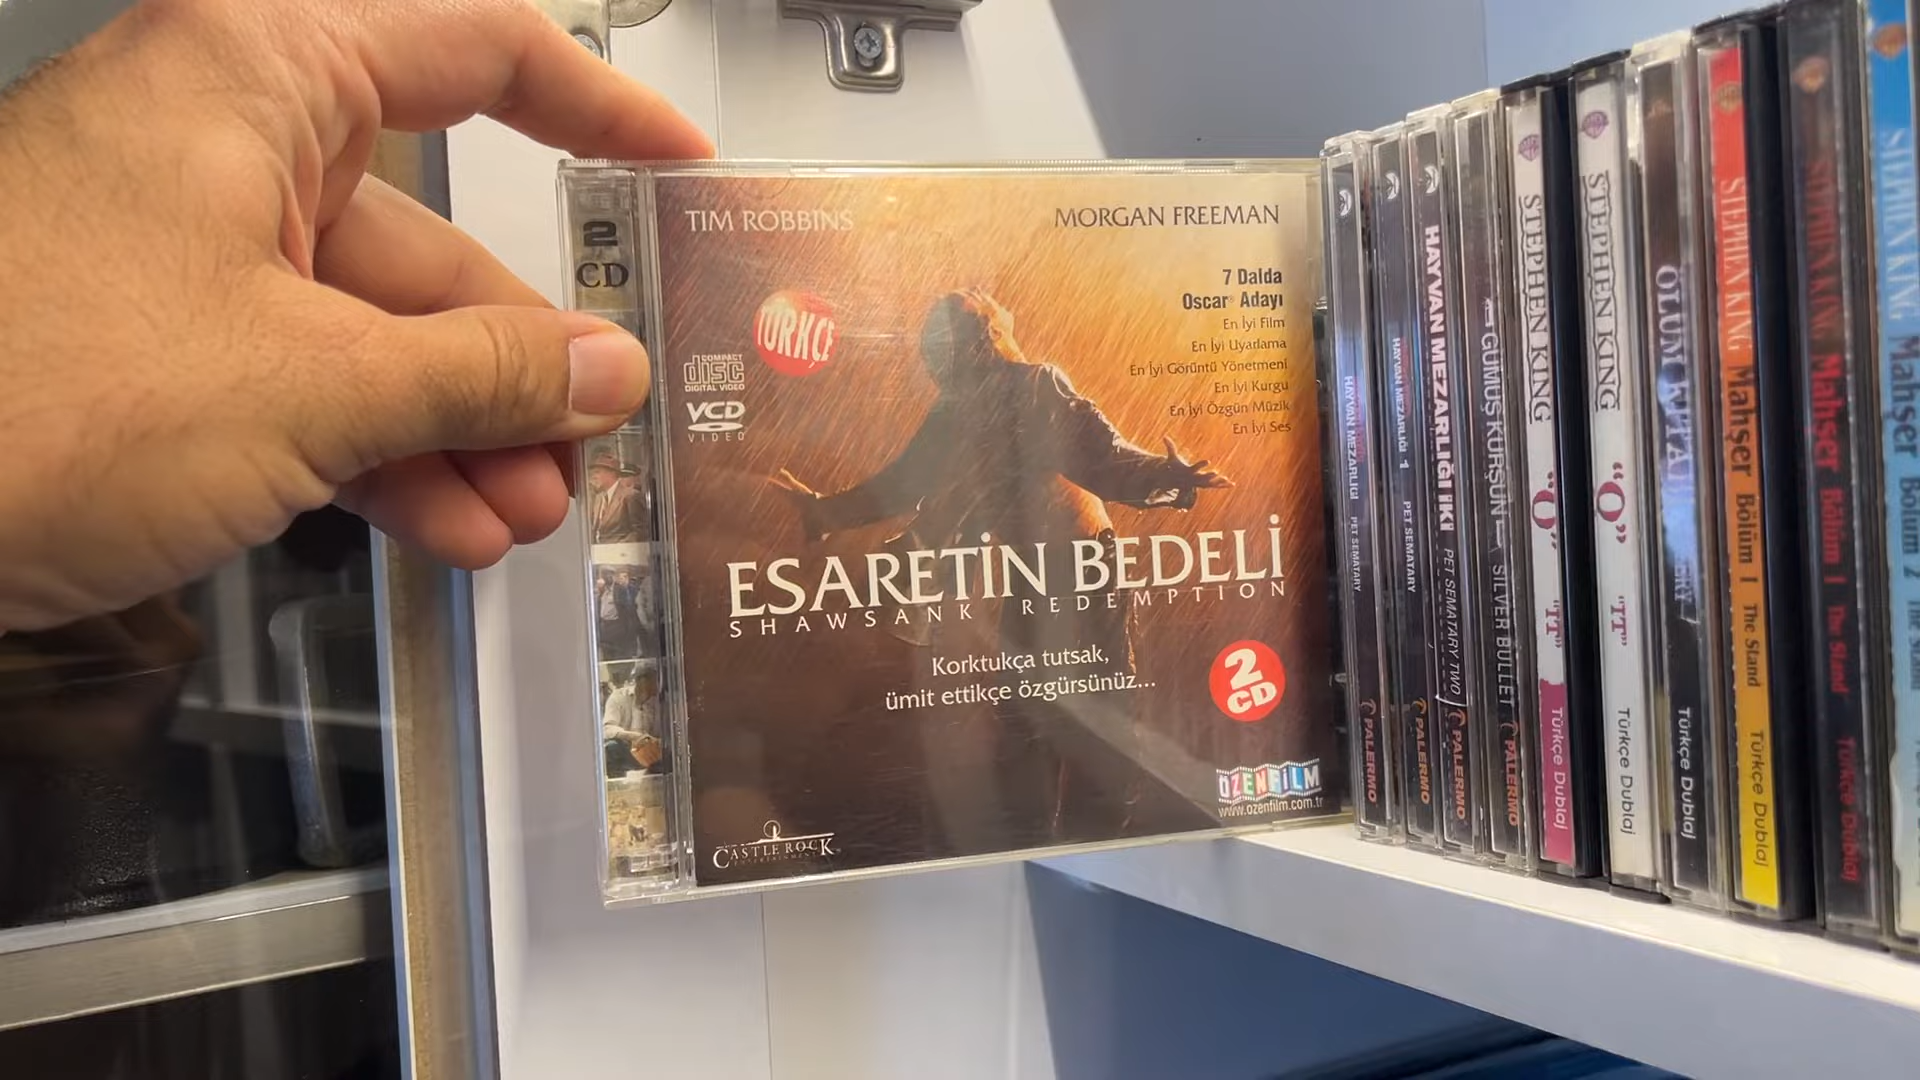 2
CD
TIM ROBBINS
MORGAN FREEMAN
7 Dalda
Oscar® Adayı
En İyi Film
En İyi Uyarlama
En İyi Görüntü Yönetmeni
En İyi Kurgu
En İyi Özgün Müzik
En İyi Ses
TÜRKÇE
COMPACT
disc
DIGITAL VIDEO
VCD
VIDEO
ESARETİN BEDELİ
SHAWSANK REDEMPTION
Korktukça tutsak,
ümit ettikçe özgürsünüz...
2
CD
ÖZENFİLM
www.ozenfilm.com.tr
CASTLE ROCK
ENTERTAINMENT
HAYVAN MEZARLIĞI PET SEMATARY PALERMO
HAYVAN MEZARLIĞI 1 PET SEMATARY PALERMO
HAYVAN MEZARLIĞI İKİ PET SEMATARY TWO PALERMO
GÜMÜŞ KURŞUN SILVER BULLET PALERMO
STEPHEN KING "O" "IT" Türkçe Dublaj
STEPHEN KING "O" "IT" Türkçe Dublaj
ÖLÜM Türkçe Dublaj
STEPHEN KING Mahşer Bölüm 1 The Stand Türkçe Dublaj
STEPHEN KING Mahşer Bölüm 1 The Stand Türkçe Dublaj
STEPHEN KING Mahşer Bölüm 2 The Stand